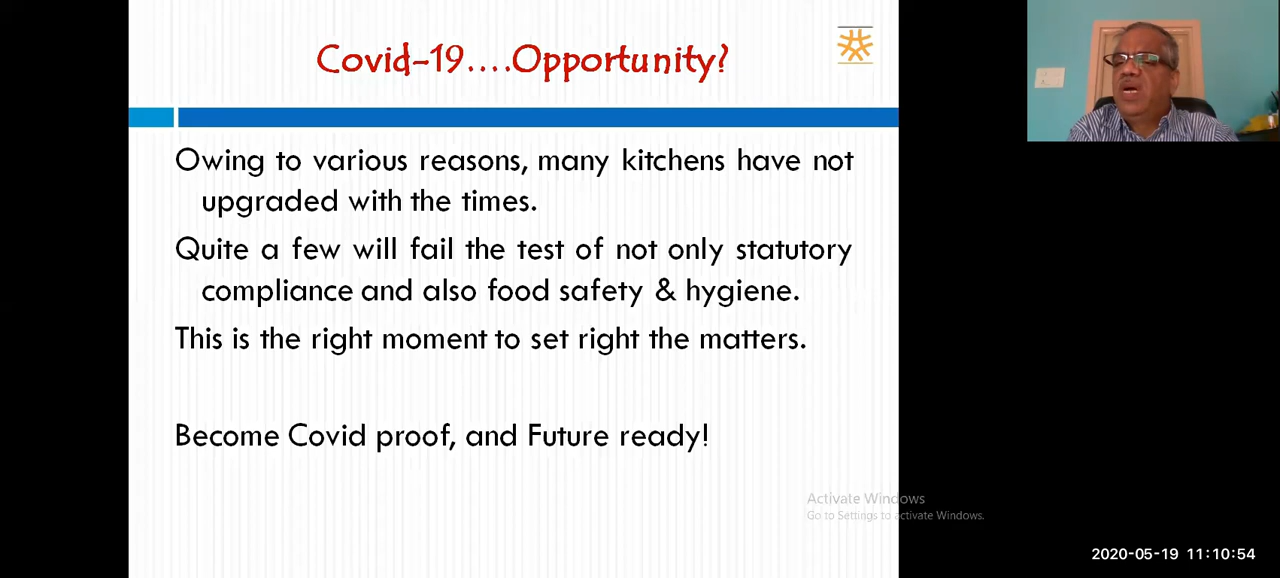 Covid-19....Opportunity?
Owing to various reasons, many kitchens have not
upgraded with the times.
Quite a few will fail the test of not only statutory
compliance and also food safety & hygiene.
This is the right moment to set right the matters.
Become Covid proof, and Future ready!
Activate Windows
Go to Settings to activate Windows.
2020-05-19 11:10:54